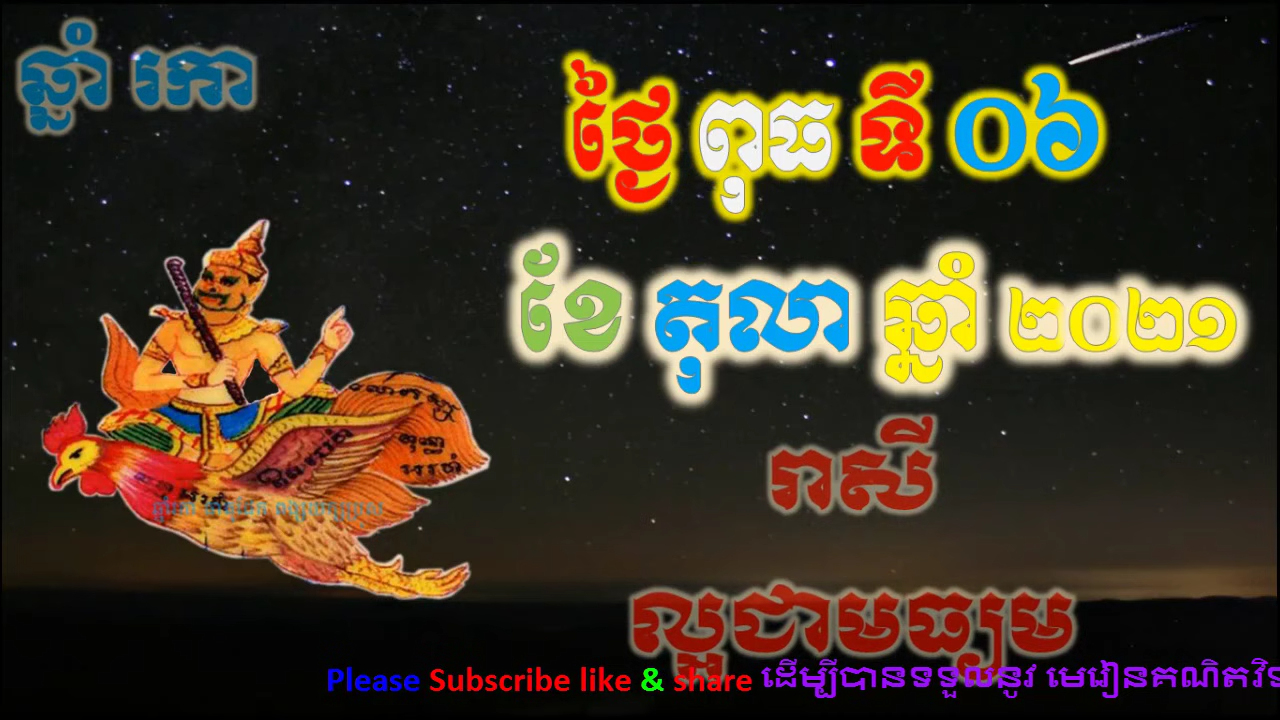 ឆ្នាំ រកា
ថ្ងៃ ពុធ ទី ០៦
ខែ តុលា ឆ្នាំ ២០២១
រាសី
ល្អជាមធ្យម
Please Subscribe like & share ដើម្បីបានទទួលនូវ មេរៀនគណិតវិទ